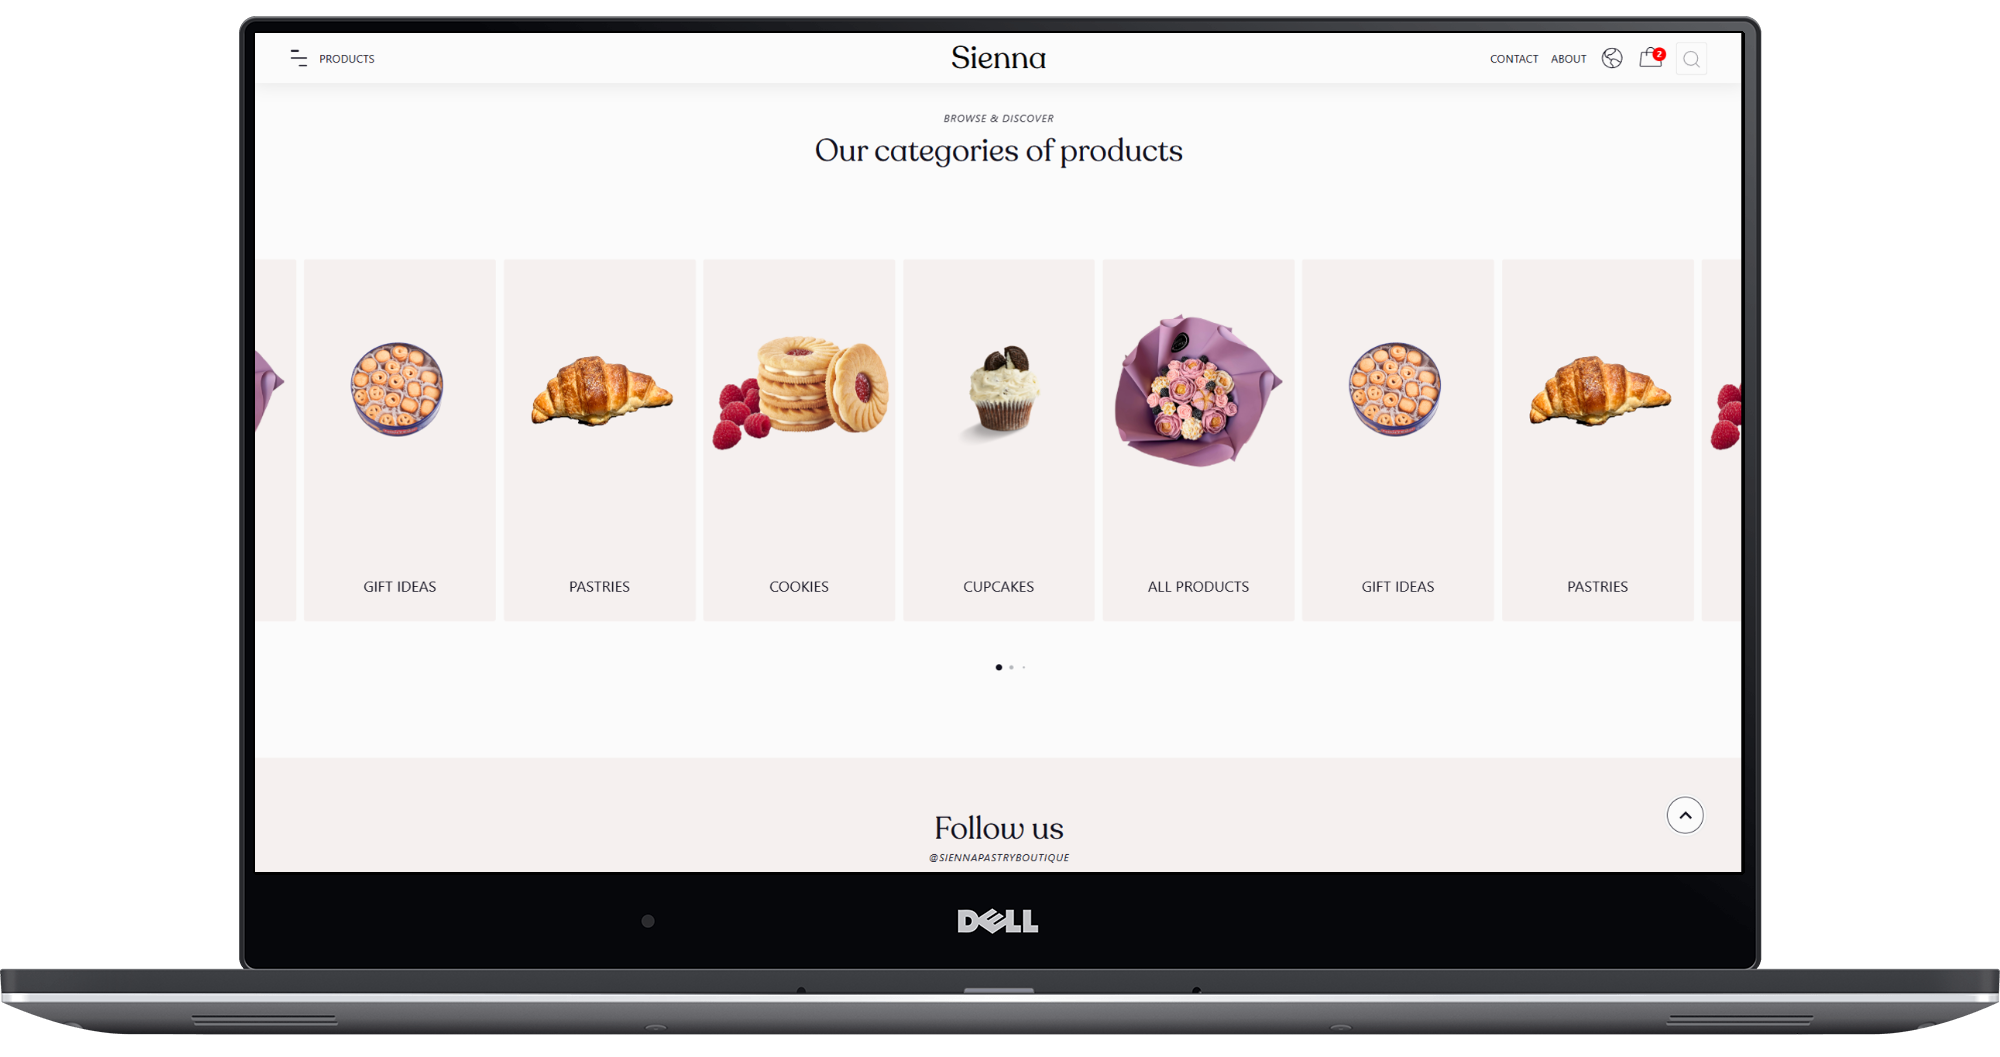 PRODUCTS
Sienna
CONTACT
ABOUT
2
BROWSE & DISCOVER
Our categories of products
GIFT IDEAS
PASTRIES
COOKIES
CUPCAKES
ALL PRODUCTS
GIFT IDEAS
PASTRIES
Follow us
@SIENNAPASTRYBOUTIQUE
DELL